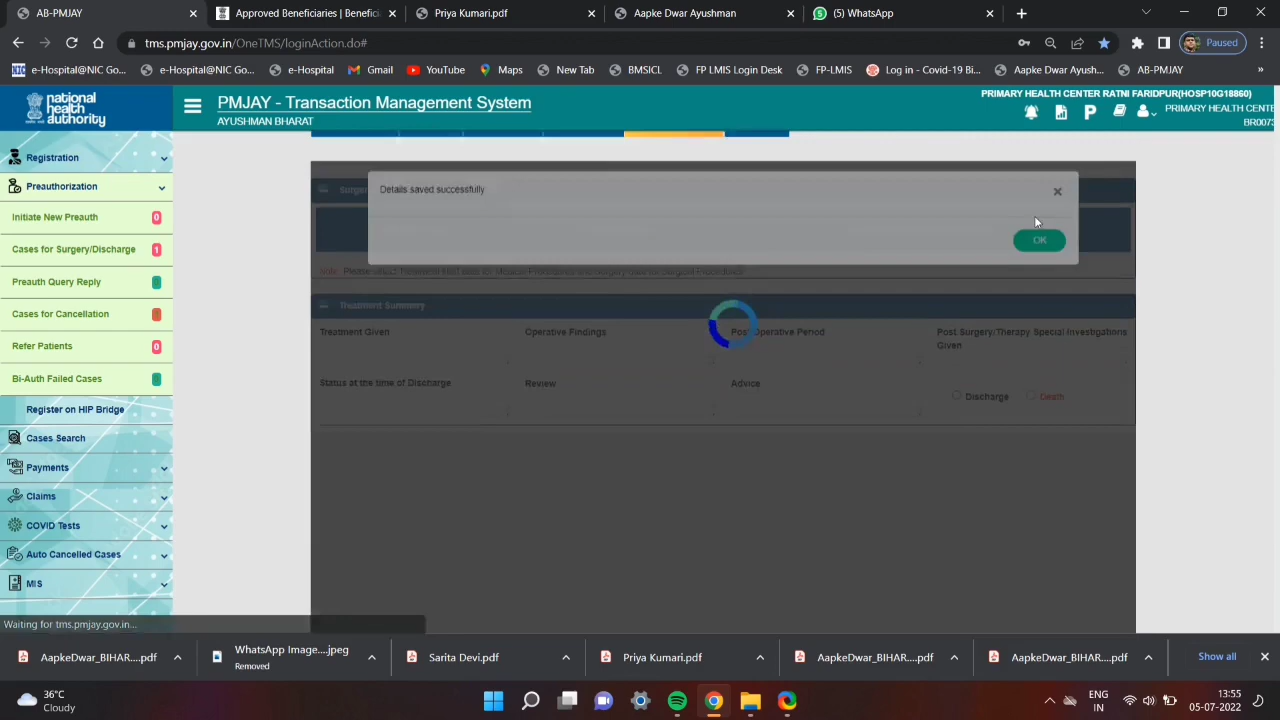 AB-PMJAY
Approved Beneficiaries | Benefici
Priya Kumari.pdf
Aapke Dwar Ayushman
(5) WhatsApp
tms.pmjay.gov.in/OneTMS/loginAction.do#
Paused
NIC e-Hospital@NIC Go...
e-Hospital@NIC Go...
e-Hospital
Gmail
YouTube
Maps
New Tab
BMSICL
FP LMIS Login Desk
FP-LMIS
Log in - Covid-19 Bi...
Aapke Dwar Ayush...
AB-PMJAY
»
national
health
authority
PMJAY - Transaction Management System
AYUSHMAN BHARAT
PRIMARY HEALTH CENTER RATNI FARIDPUR(HOSP10G18860)
PRIMARY HEALTH CENTE
BR0073
Registration
Preauthorization
Initiate New Preauth 0
Cases for Surgery/Discharge 1
Preauth Query Reply
Cases for Cancellation
Refer Patients 0
Bi-Auth Failed Cases
Register on HIP Bridge
Cases Search
Payments
Claims
COVID Tests
Auto Cancelled Cases
MIS
Details saved successfully
OK
Treatment Summary
Treatment Given
Operative Findings
Post Operative Period
Post Surgery/Therapy Special Investigations
Given
Status at the time of Discharge
Review
Advice
Discharge
Death
Waiting for tms.pmjay.gov.in...
AapkeDwar_BIHAR....pdf
WhatsApp Image....jpeg
Removed
Sarita Devi.pdf
Priya Kumari.pdf
AapkeDwar_BIHAR....pdf
AapkeDwar_BIHAR....pdf
Show all
36°C
Cloudy
ENG
IN
13:55
05-07-2022